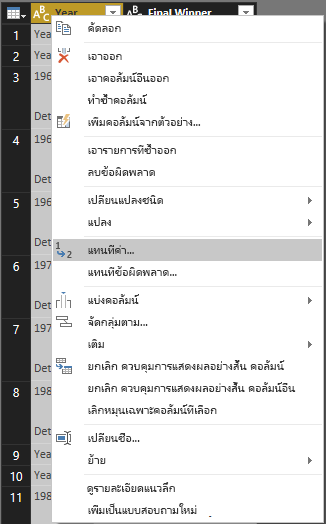 ABC Year Final Winner
1 Yea
2 Yea
3 196
Det
4 196
Det
5 196
Det
6 197
Det
7 197
Det
8 198
Det
9 Yea
10 Yea
11 198
คัดลอก
เอาออก
เอาคอลัมน์อื่นออก
ทำซ้ำคอลัมน์
เพิ่มคอลัมน์จากตัวอย่าง...
เอารายการที่ซ้ำออก
ลบข้อผิดพลาด
เปลี่ยนแปลงชนิด
แปลง
1 2 แทนที่ค่า...
แทนที่ข้อผิดพลาด...
แบ่งคอลัมน์
จัดกลุ่มตาม...
เติม
ยกเลิก ควบคุมการแสดงผลอย่างสั้น คอลัมน์
ยกเลิก ควบคุมการแสดงผลอย่างสั้น คอลัมน์อื่น
เลิกหมุนเฉพาะคอลัมน์ที่เลือก
เปลี่ยนชื่อ...
ย้าย
ดูรายละเอียดแนวลึก
เพิ่มเป็นแบบสอบถามใหม่